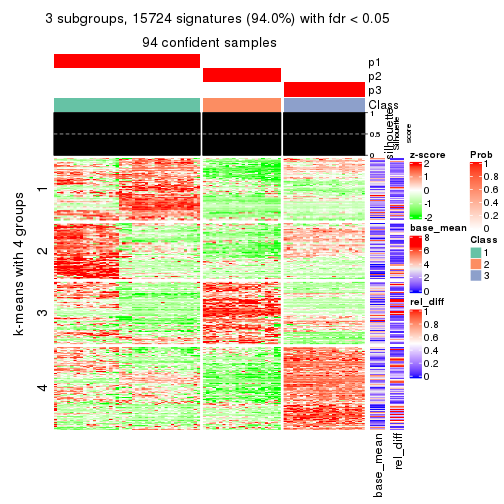 3 subgroups, 15724 signatures (94.0%) with fdr < 0.05
94 confident samples
p1
p2
p3
Class
1
0.5
0
silhouette
Silhouette
score
k-means with 4 groups
1
2
3
4
base_mean
rel_diff
z-score
2
1
0
-1
-2
base_mean
8
6
4
2
0
rel_diff
1
0.8
0.6
0.4
0.2
0
Prob
1
0.8
0.6
0.4
0.2
0
Class
1
2
3